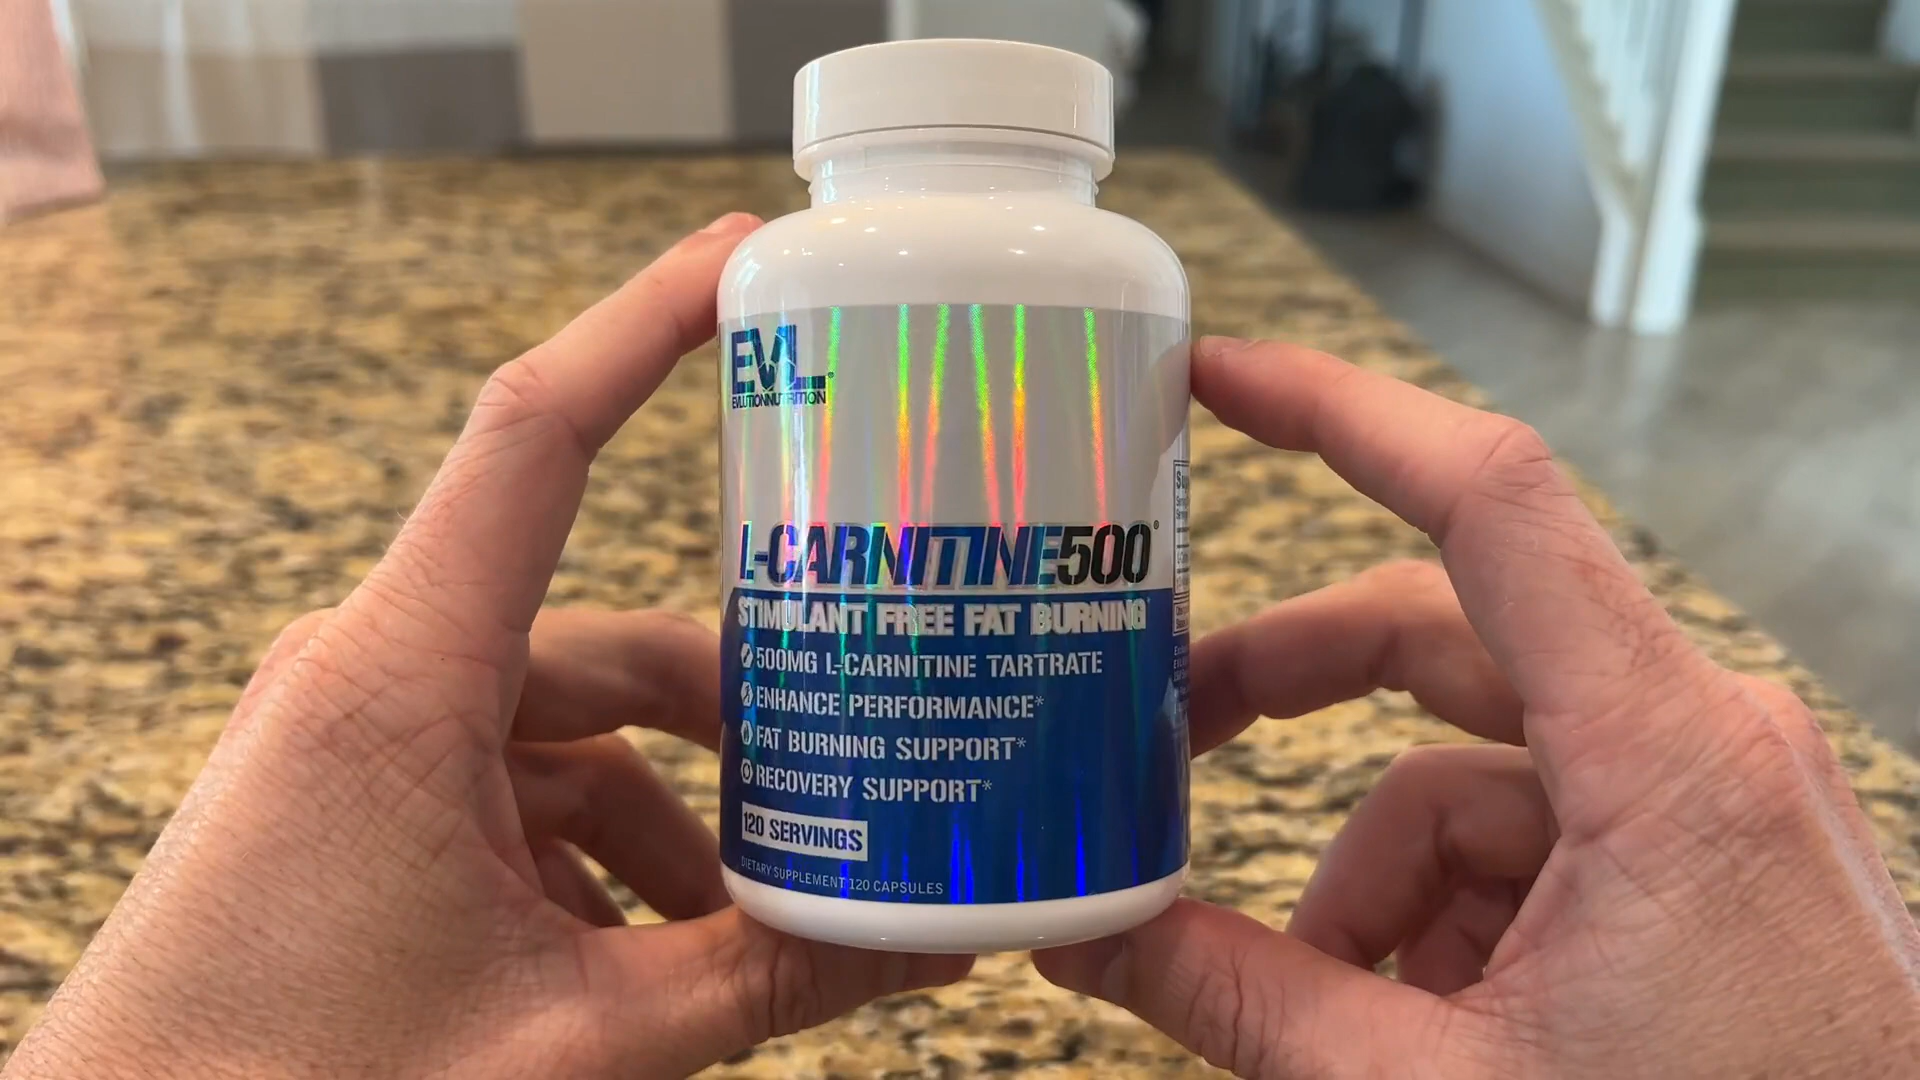 EVL®
EVLUTIONNUTRITION
L-CARNITINE500®
STIMULANT FREE FAT BURNING*
500MG L-CARNITINE TARTRATE
ENHANCE PERFORMANCE*
FAT BURNING SUPPORT*
RECOVERY SUPPORT*
120 SERVINGS
DIETARY SUPPLEMENT 120 CAPSULES